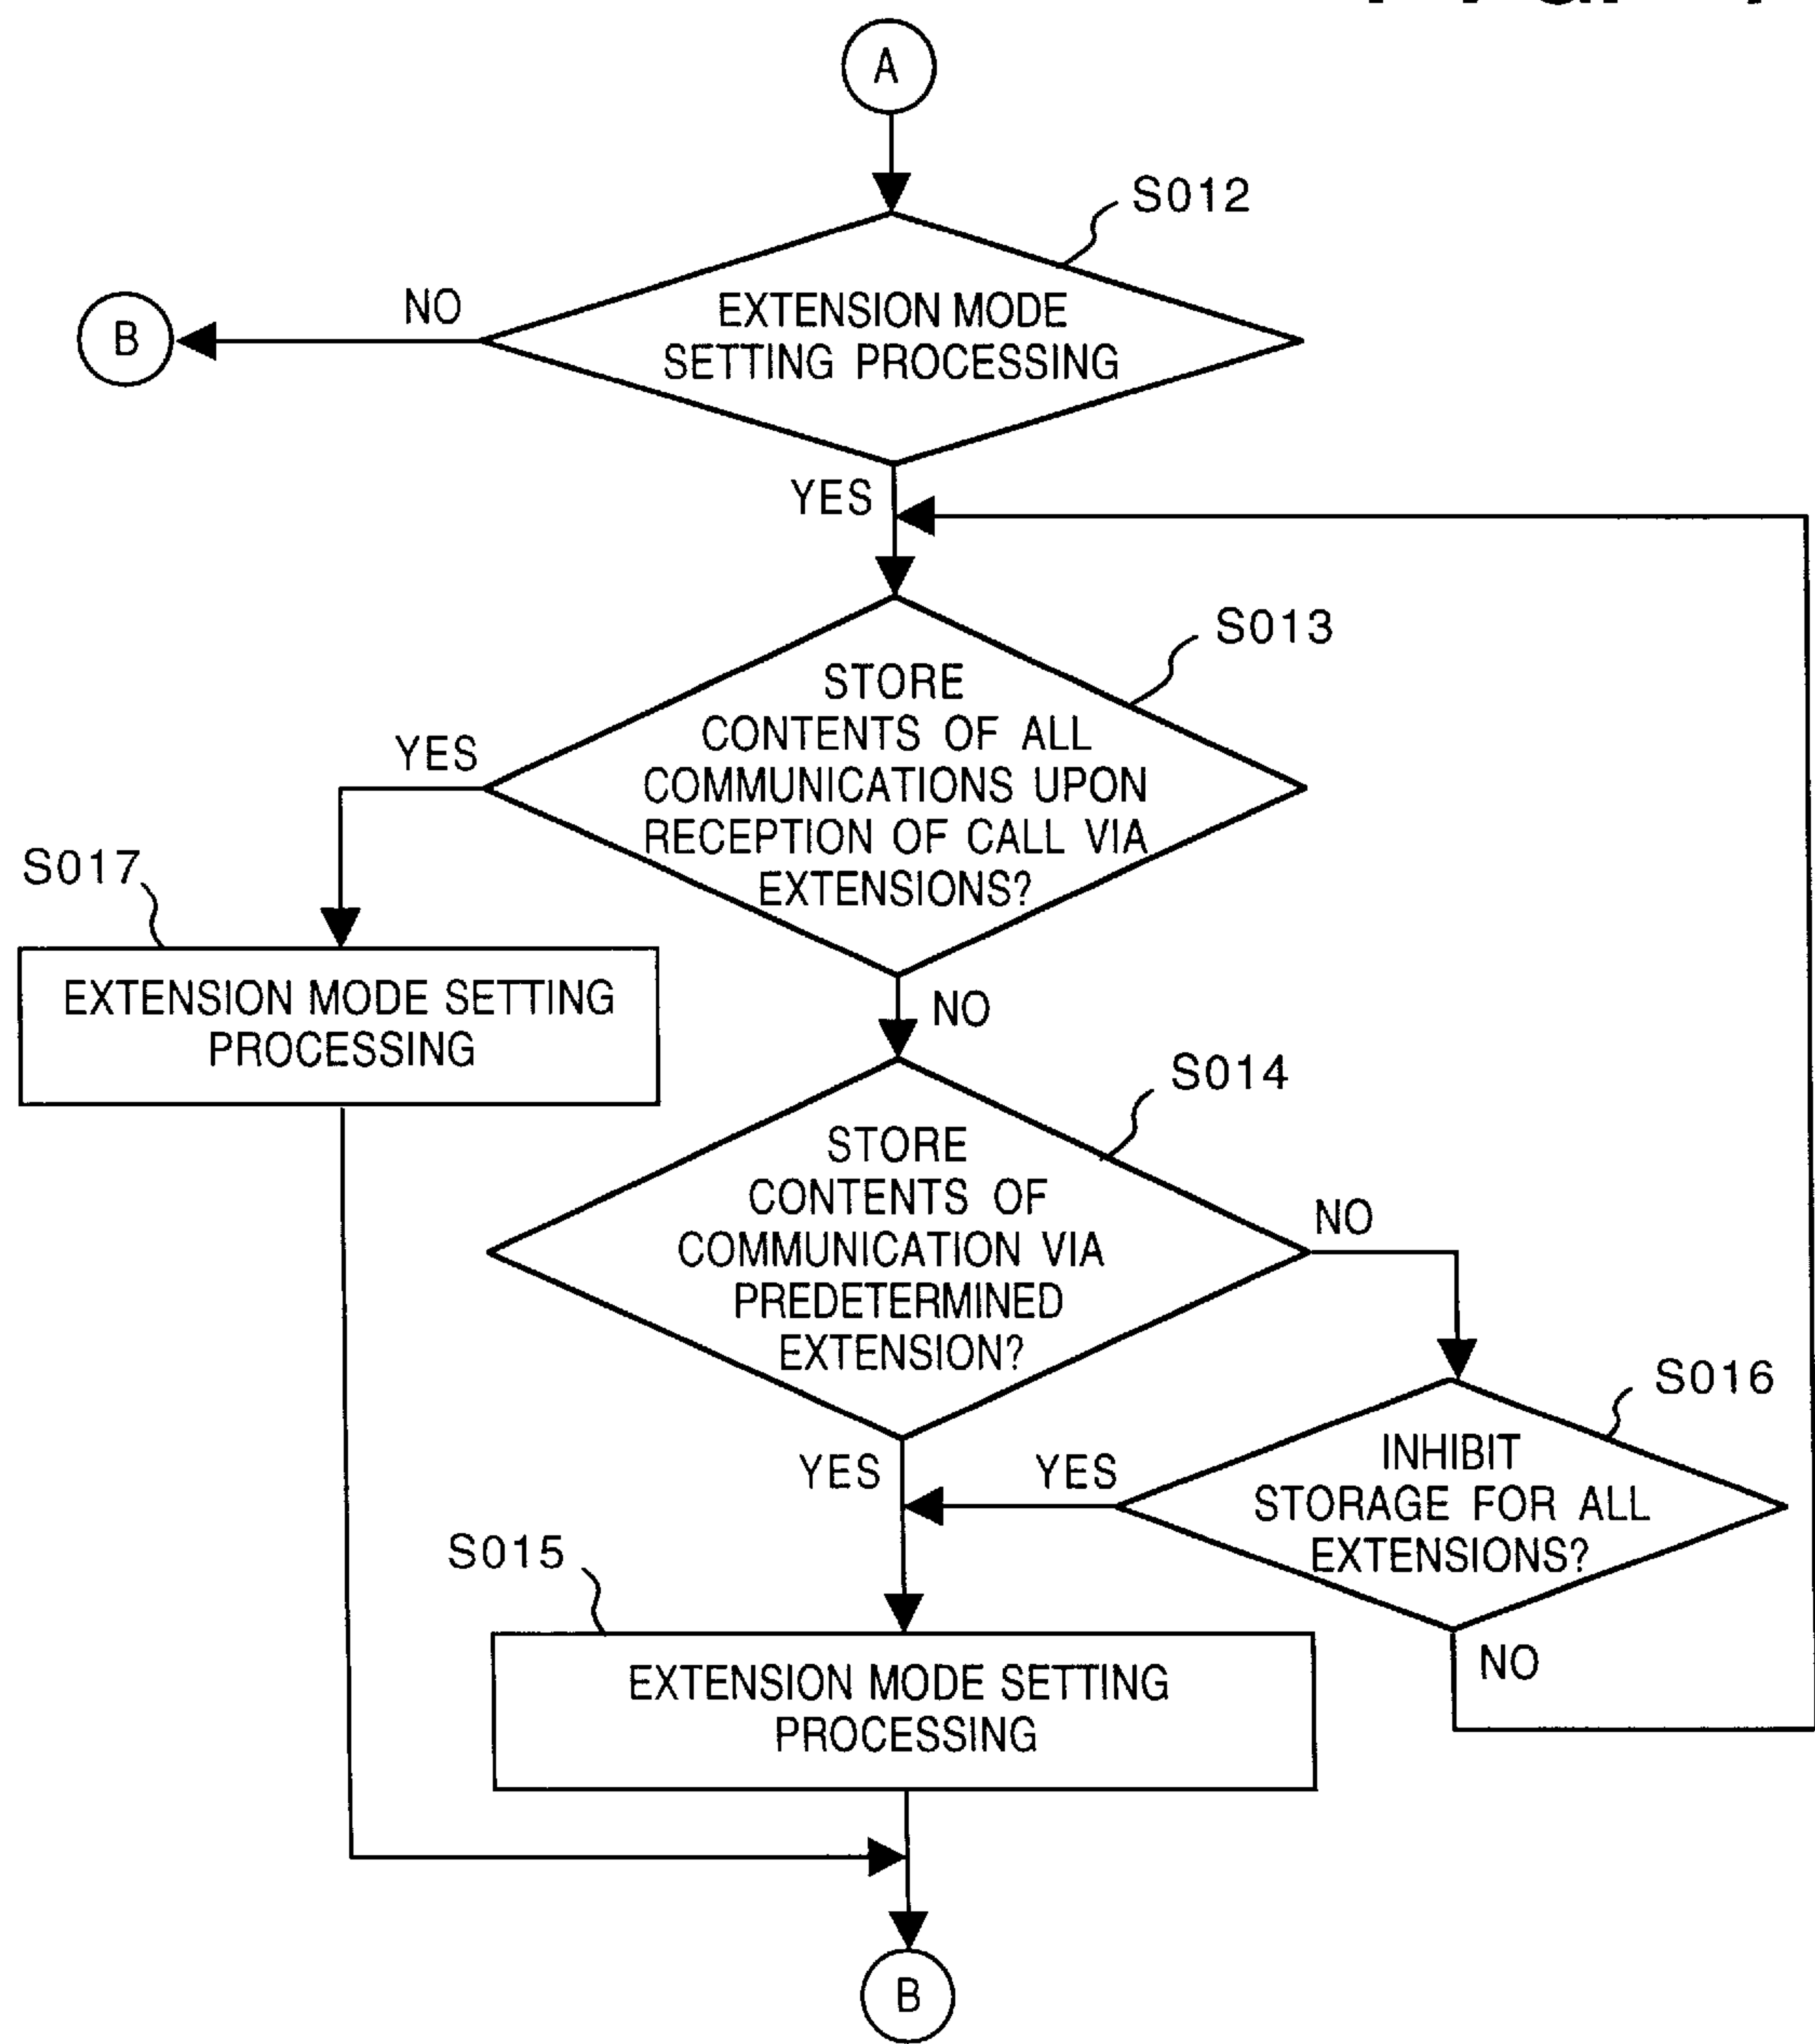 A
S012
NO
EXTENSION MODE
SETTING PROCESSING
B
YES
S013
STORE
CONTENTS OF ALL
COMMUNICATIONS UPON
RECEPTION OF CALL VIA
EXTENSIONS?
YES
S017
EXTENSION MODE SETTING
PROCESSING
NO
S014
STORE
CONTENTS OF
COMMUNICATION VIA
PREDETERMINED
EXTENSION?
NO
S016
INHIBIT
STORAGE FOR ALL
EXTENSIONS?
YES
YES
S015
NO
EXTENSION MODE SETTING
PROCESSING
B